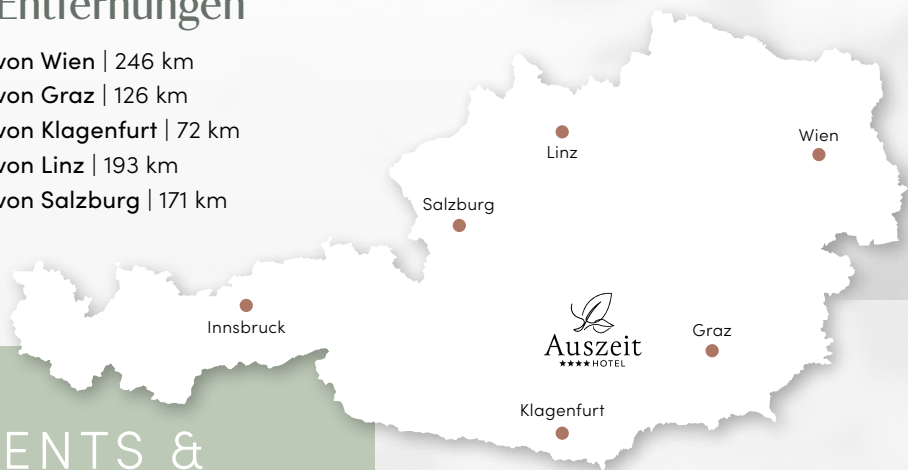 Entfernungen
von Wien | 246 km
von Graz | 126 km
von Klagenfurt | 72 km
von Linz | 193 km
von Salzburg | 171 km
Linz
Wien
Salzburg
Innsbruck
Auszeit
★★★★HOTEL
Graz
Klagenfurt
ENTS &